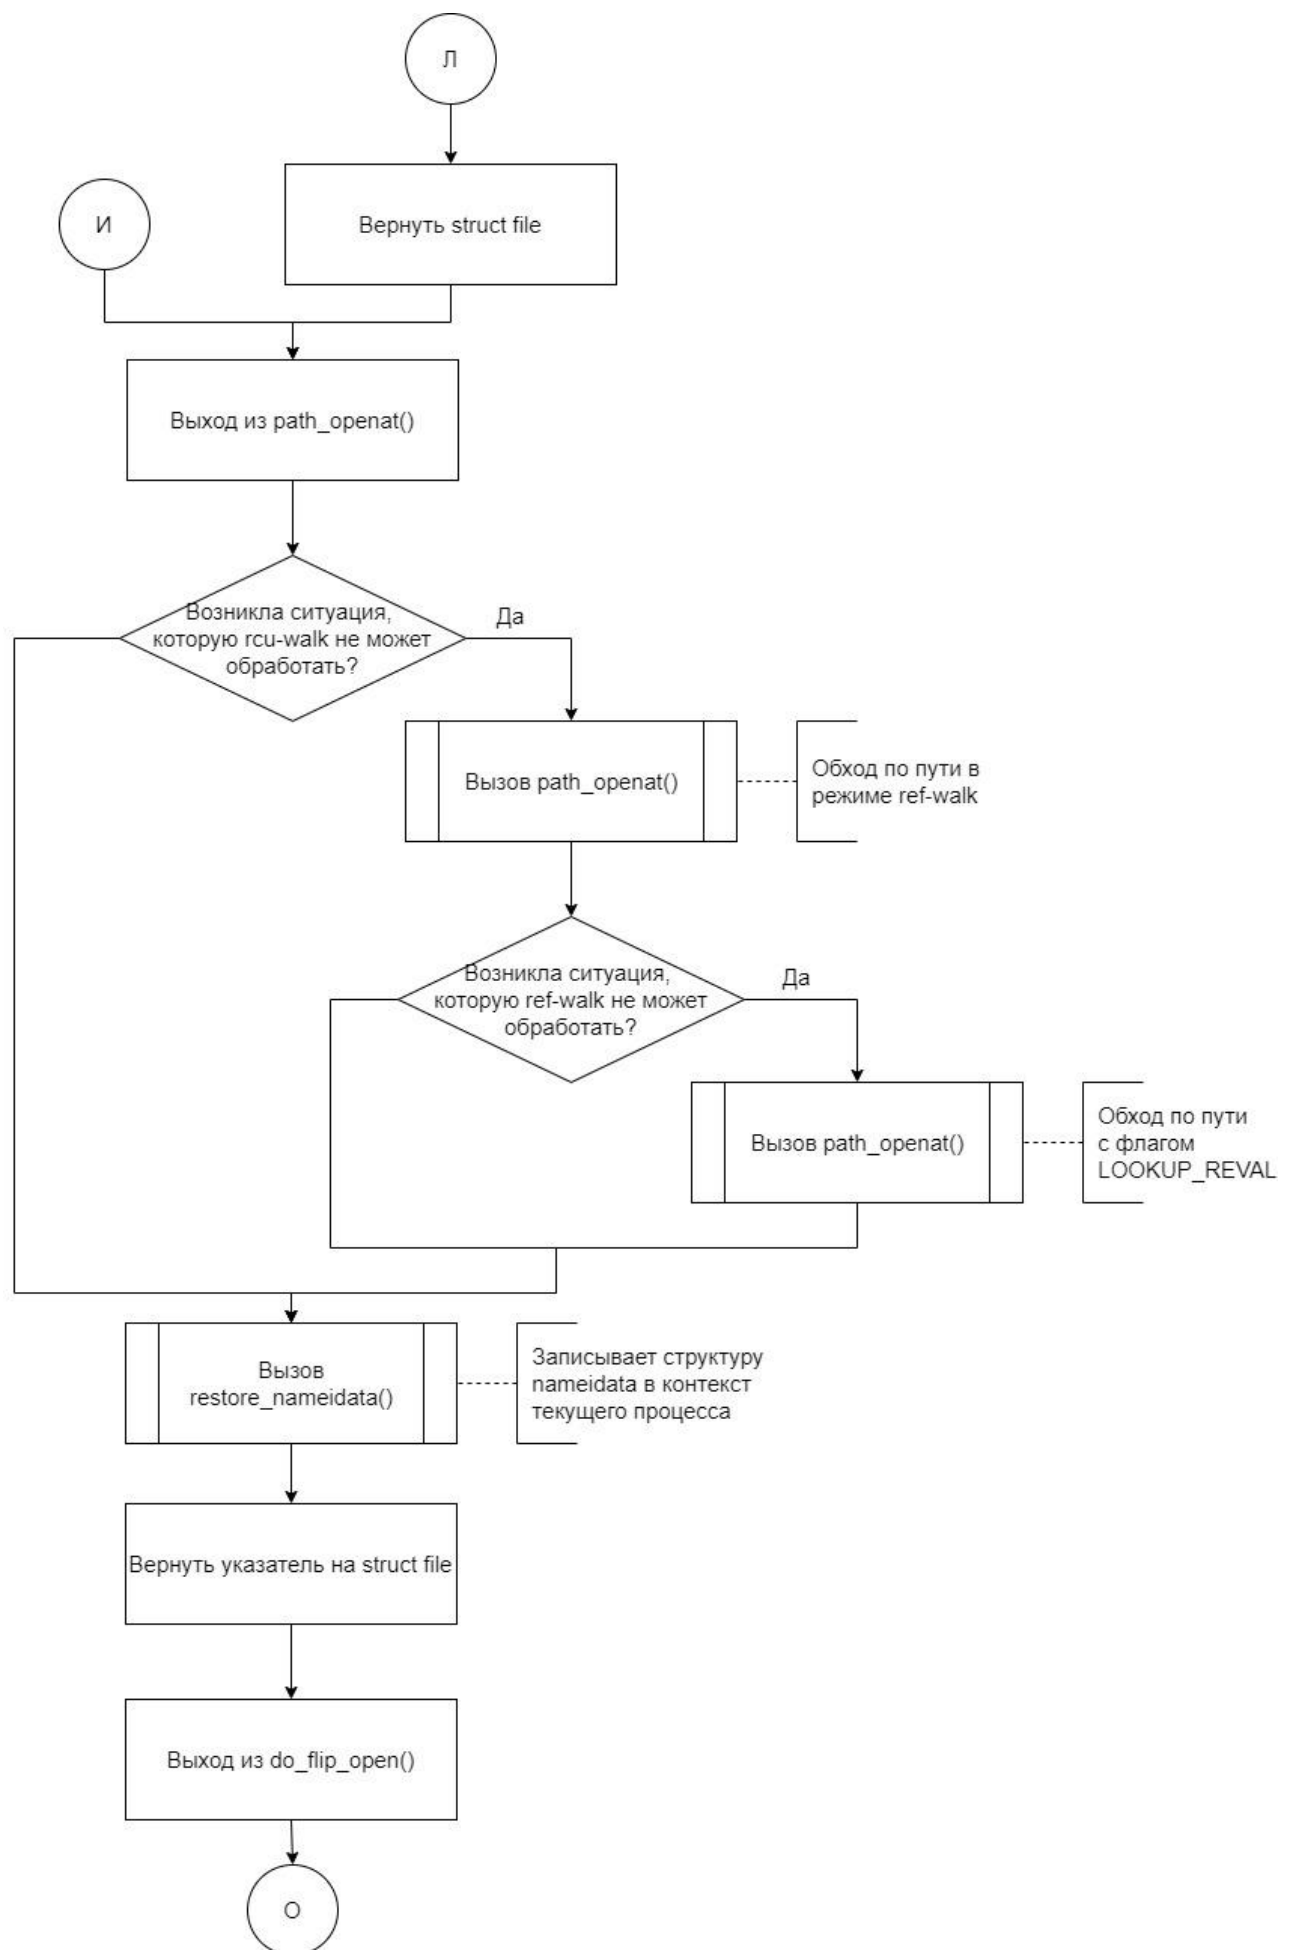 Л
И
Вернуть struct file
Выход из path_openat()
Возникла ситуация,
которую rcu-walk не может
обработать?
Да
Вызов path_openat()
Обход по пути в
режиме ref-walk
Возникла ситуация,
которую ref-walk не может
обработать?
Да
Вызов path_openat()
Обход по пути
с флагом
LOOKUP_REVAL
Вызов
restore_nameidata()
Записывает структуру
nameidata в контекст
текущего процесса
Вернуть указатель на struct file
Выход из do_flip_open()
О